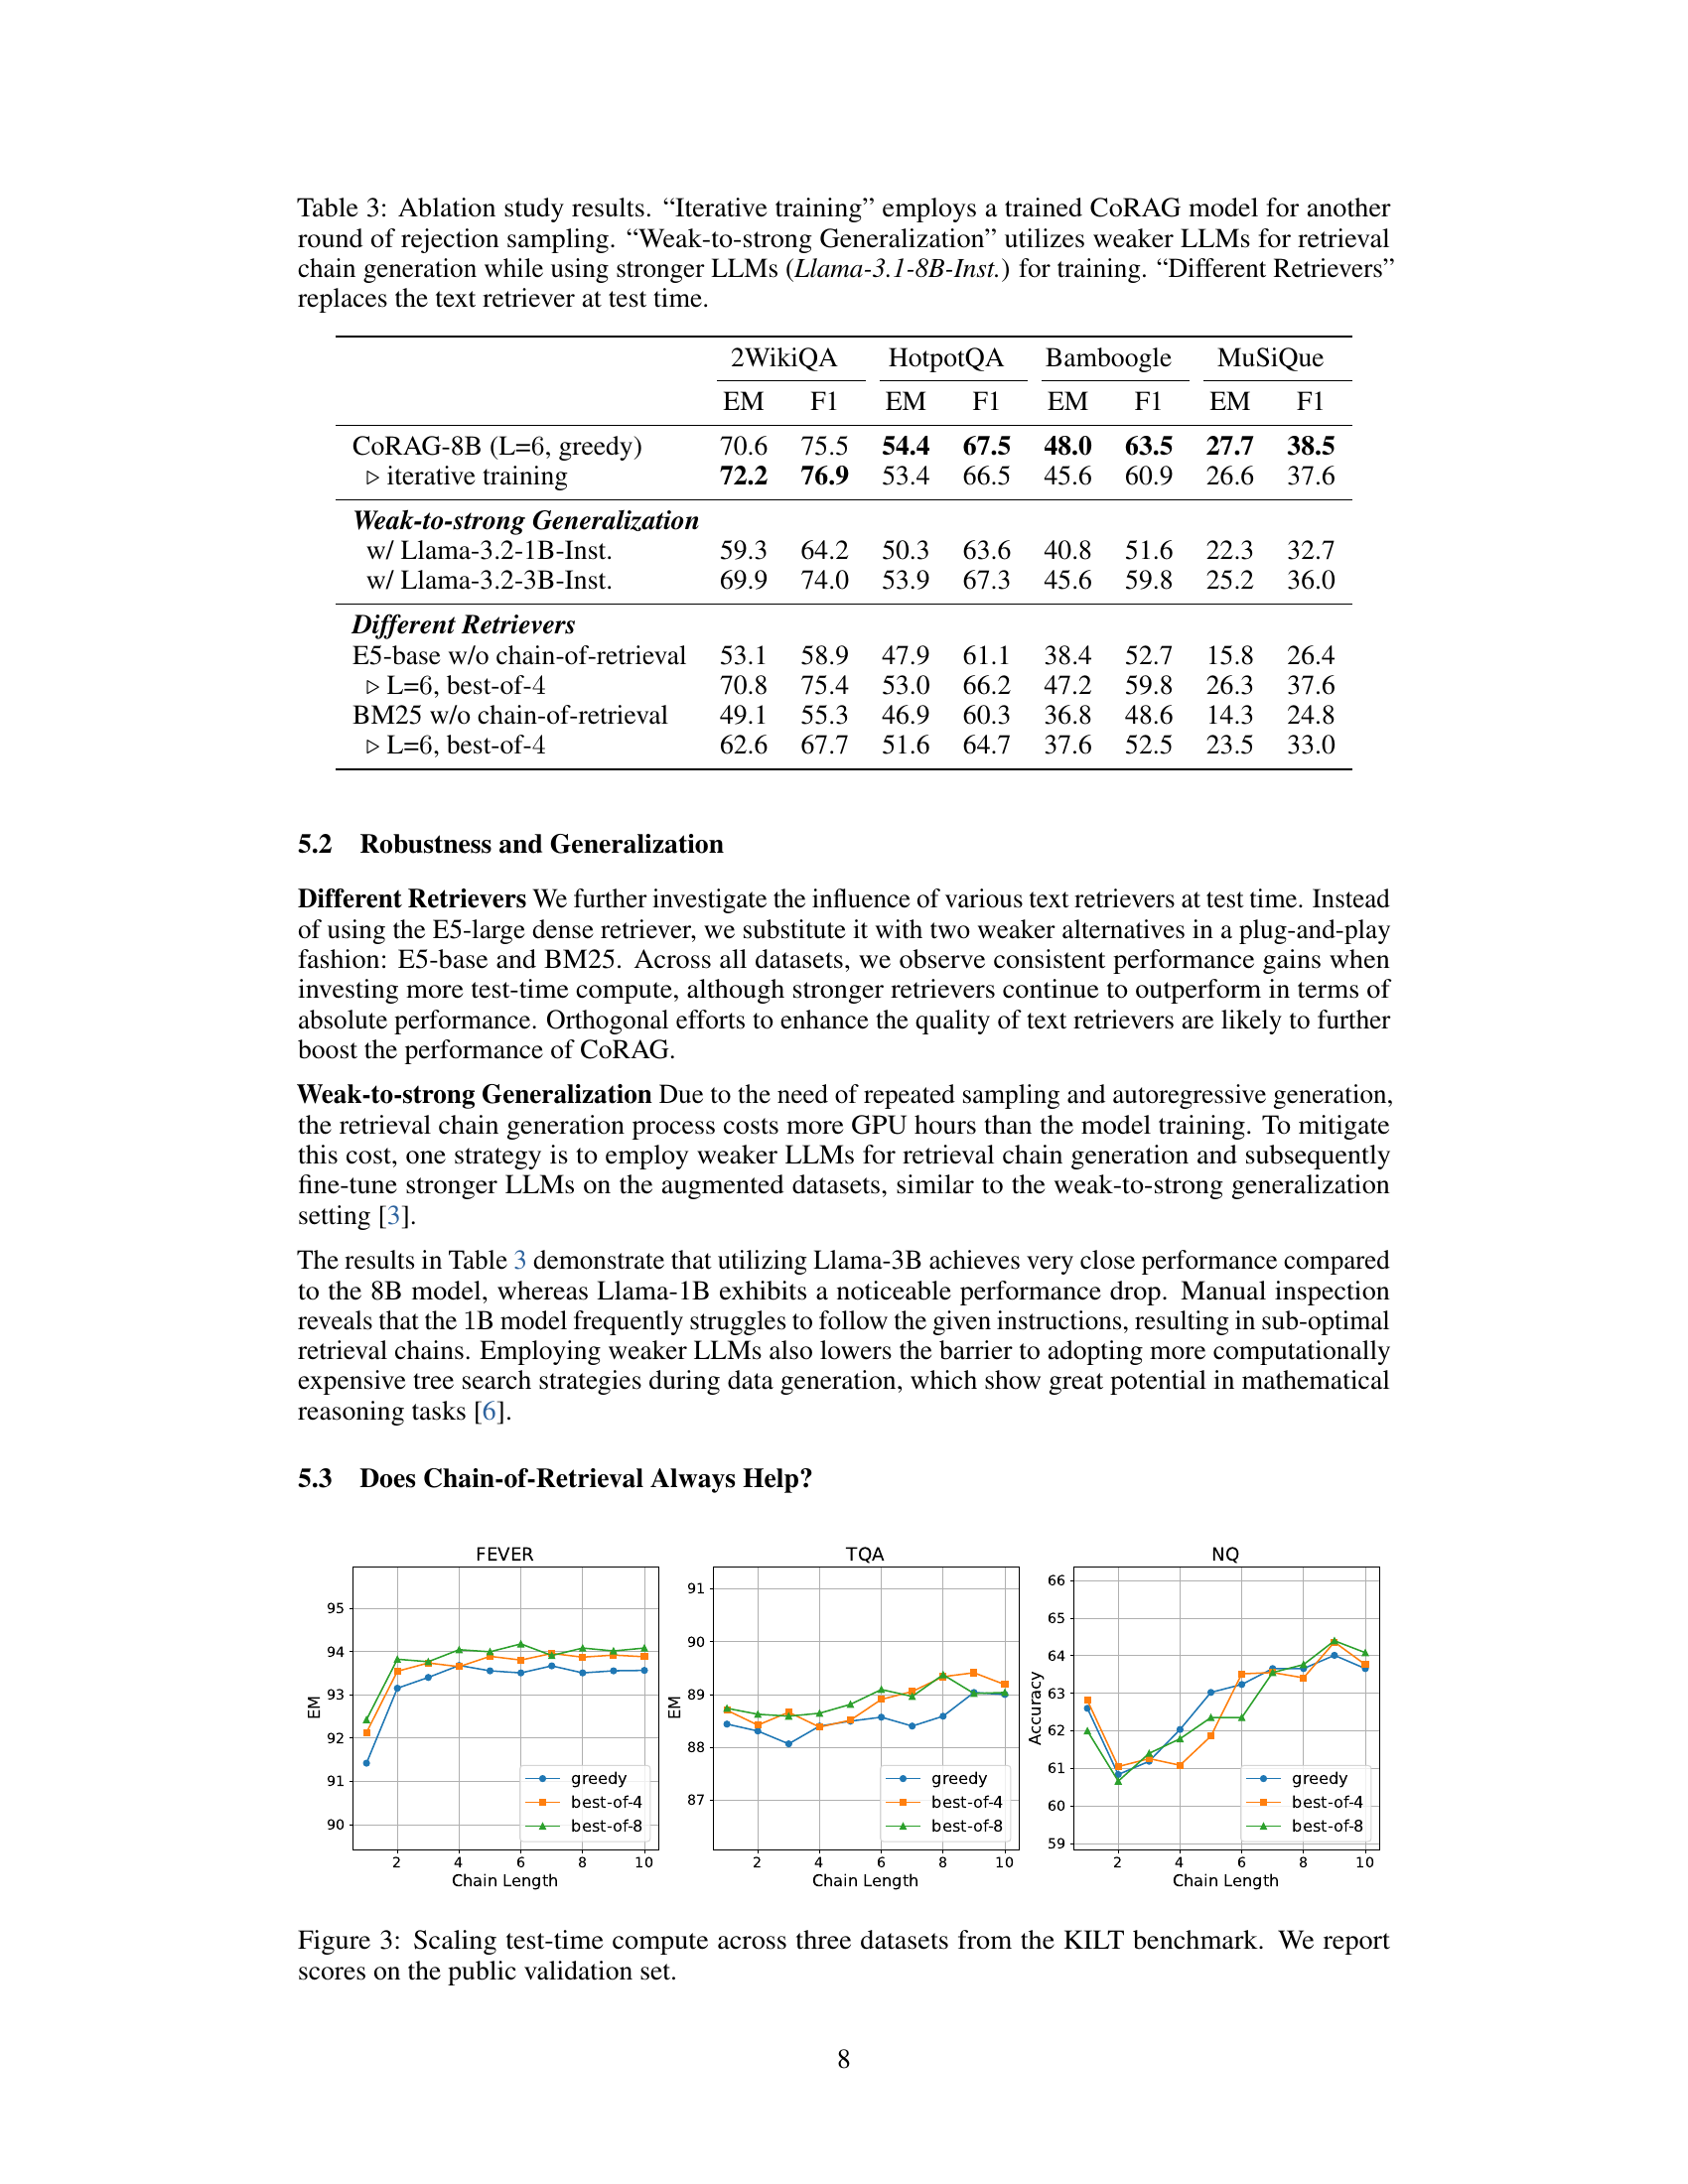 Table 3: Ablation study results. “Iterative training” employs a trained CoRAG model for another
round of rejection sampling. “Weak-to-strong Generalization” utilizes weaker LLMs for retrieval
chain generation while using stronger LLMs (Llama-3.1-8B-Inst.) for training. “Different Retrievers”
replaces the text retriever at test time.
2WikiQA HotpotQA Bamboogle MuSiQue
EM F1 EM F1 EM F1 EM F1
CoRAG-8B (L=6, greedy) 70.6 75.5 54.4 67.5 48.0 63.5 27.7 38.5
▷ iterative training 72.2 76.9 53.4 66.5 45.6 60.9 26.6 37.6
Weak-to-strong Generalization
w/ Llama-3.2-1B-Inst. 59.3 64.2 50.3 63.6 40.8 51.6 22.3 32.7
w/ Llama-3.2-3B-Inst. 69.9 74.0 53.9 67.3 45.6 59.8 25.2 36.0
Different Retrievers
E5-base w/o chain-of-retrieval 53.1 58.9 47.9 61.1 38.4 52.7 15.8 26.4
▷ L=6, best-of-4 70.8 75.4 53.0 66.2 47.2 59.8 26.3 37.6
BM25 w/o chain-of-retrieval 49.1 55.3 46.9 60.3 36.8 48.6 14.3 24.8
▷ L=6, best-of-4 62.6 67.7 51.6 64.7 37.6 52.5 23.5 33.0
5.2 Robustness and Generalization
Different Retrievers We further investigate the influence of various text retrievers at test time. Instead
of using the E5-large dense retriever, we substitute it with two weaker alternatives in a plug-and-play
fashion: E5-base and BM25. Across all datasets, we observe consistent performance gains when
investing more test-time compute, although stronger retrievers continue to outperform in terms of
absolute performance. Orthogonal efforts to enhance the quality of text retrievers are likely to further
boost the performance of CoRAG.
Weak-to-strong Generalization Due to the need of repeated sampling and autoregressive generation,
the retrieval chain generation process costs more GPU hours than the model training. To mitigate
this cost, one strategy is to employ weaker LLMs for retrieval chain generation and subsequently
fine-tune stronger LLMs on the augmented datasets, similar to the weak-to-strong generalization
setting [3].
The results in Table 3 demonstrate that utilizing Llama-3B achieves very close performance compared
to the 8B model, whereas Llama-1B exhibits a noticeable performance drop. Manual inspection
reveals that the 1B model frequently struggles to follow the given instructions, resulting in sub-optimal
retrieval chains. Employing weaker LLMs also lowers the barrier to adopting more computationally
expensive tree search strategies during data generation, which show great potential in mathematical
reasoning tasks [6].
5.3 Does Chain-of-Retrieval Always Help?
FEVER
95
94
93
92
91
90
EM
greedy
best-of-4
best-of-8
2 4 6 8 10
Chain Length
TQA
91
90
89
88
87
EM
greedy
best-of-4
best-of-8
2 4 6 8 10
Chain Length
NQ
66
65
64
63
62
61
60
59
Accuracy
greedy
best-of-4
best-of-8
2 4 6 8 10
Chain Length
Figure 3: Scaling test-time compute across three datasets from the KILT benchmark. We report
scores on the public validation set.
8